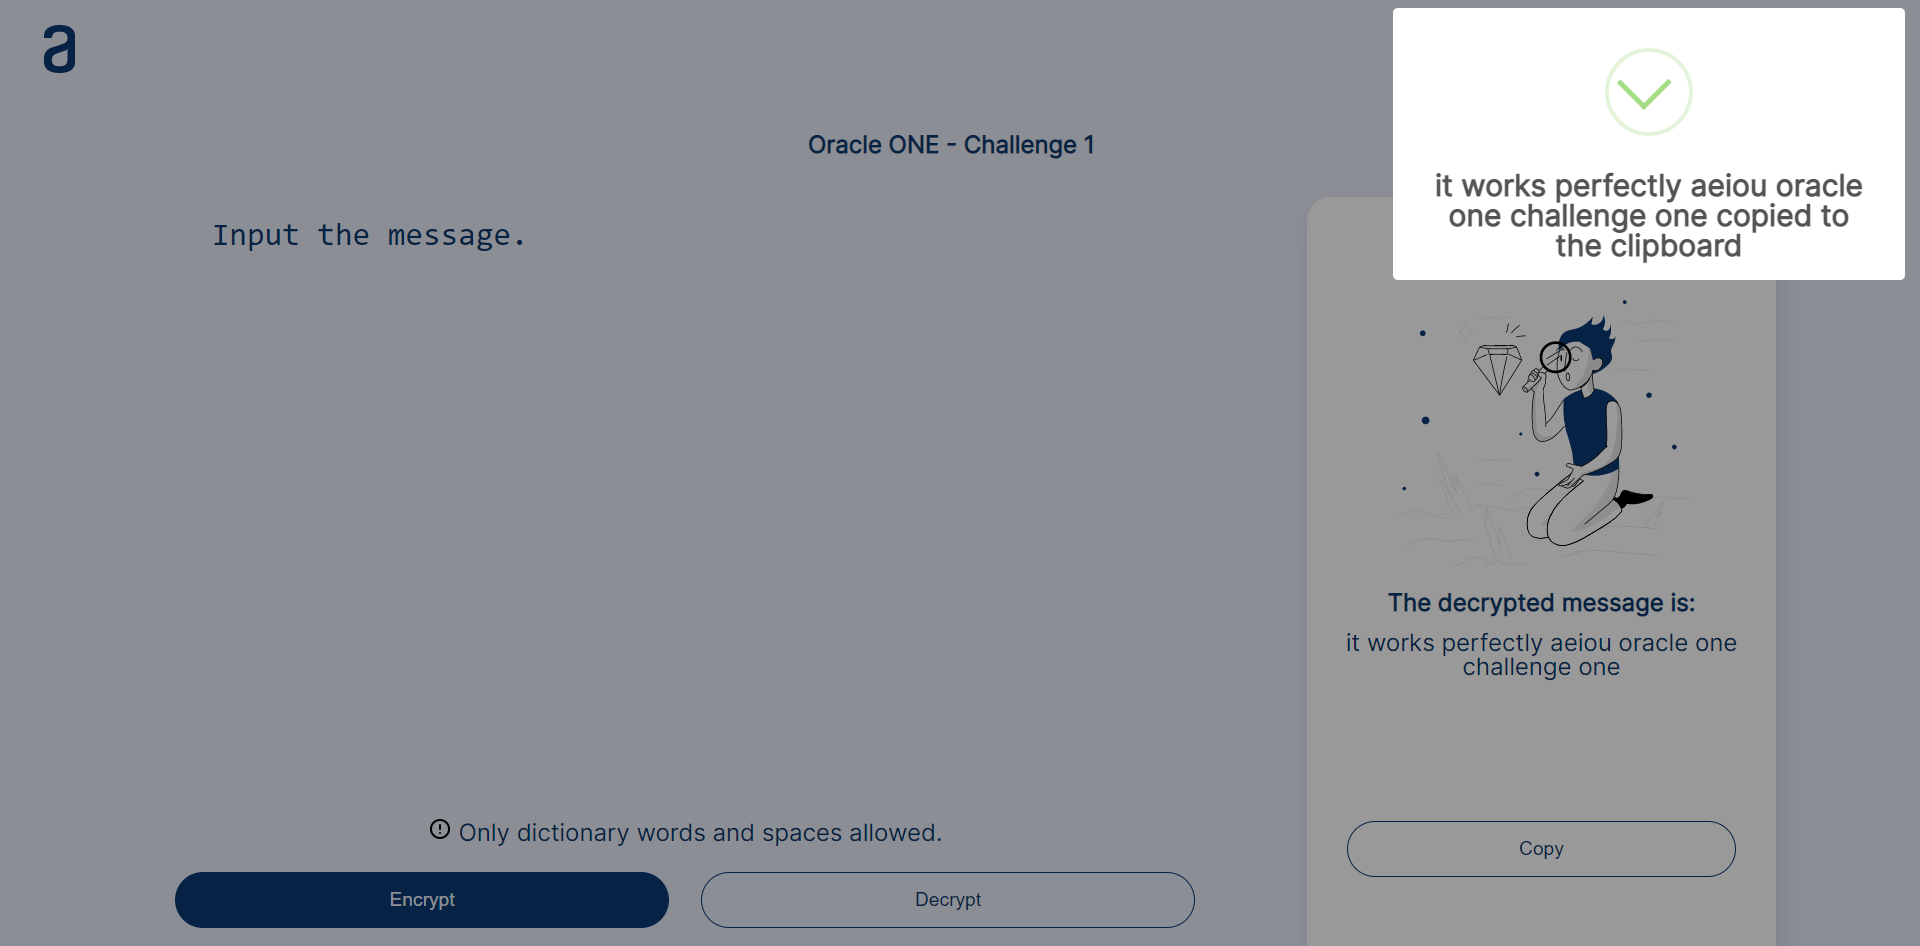 a
Oracle ONE - Challenge 1
Input the message.
Only dictionary words and spaces allowed.
Encrypt
Decrypt
it works perfectly aeiou oracle
one challenge one copied to
the clipboard
The decrypted message is:
it works perfectly aeiou oracle one
challenge one
Copy